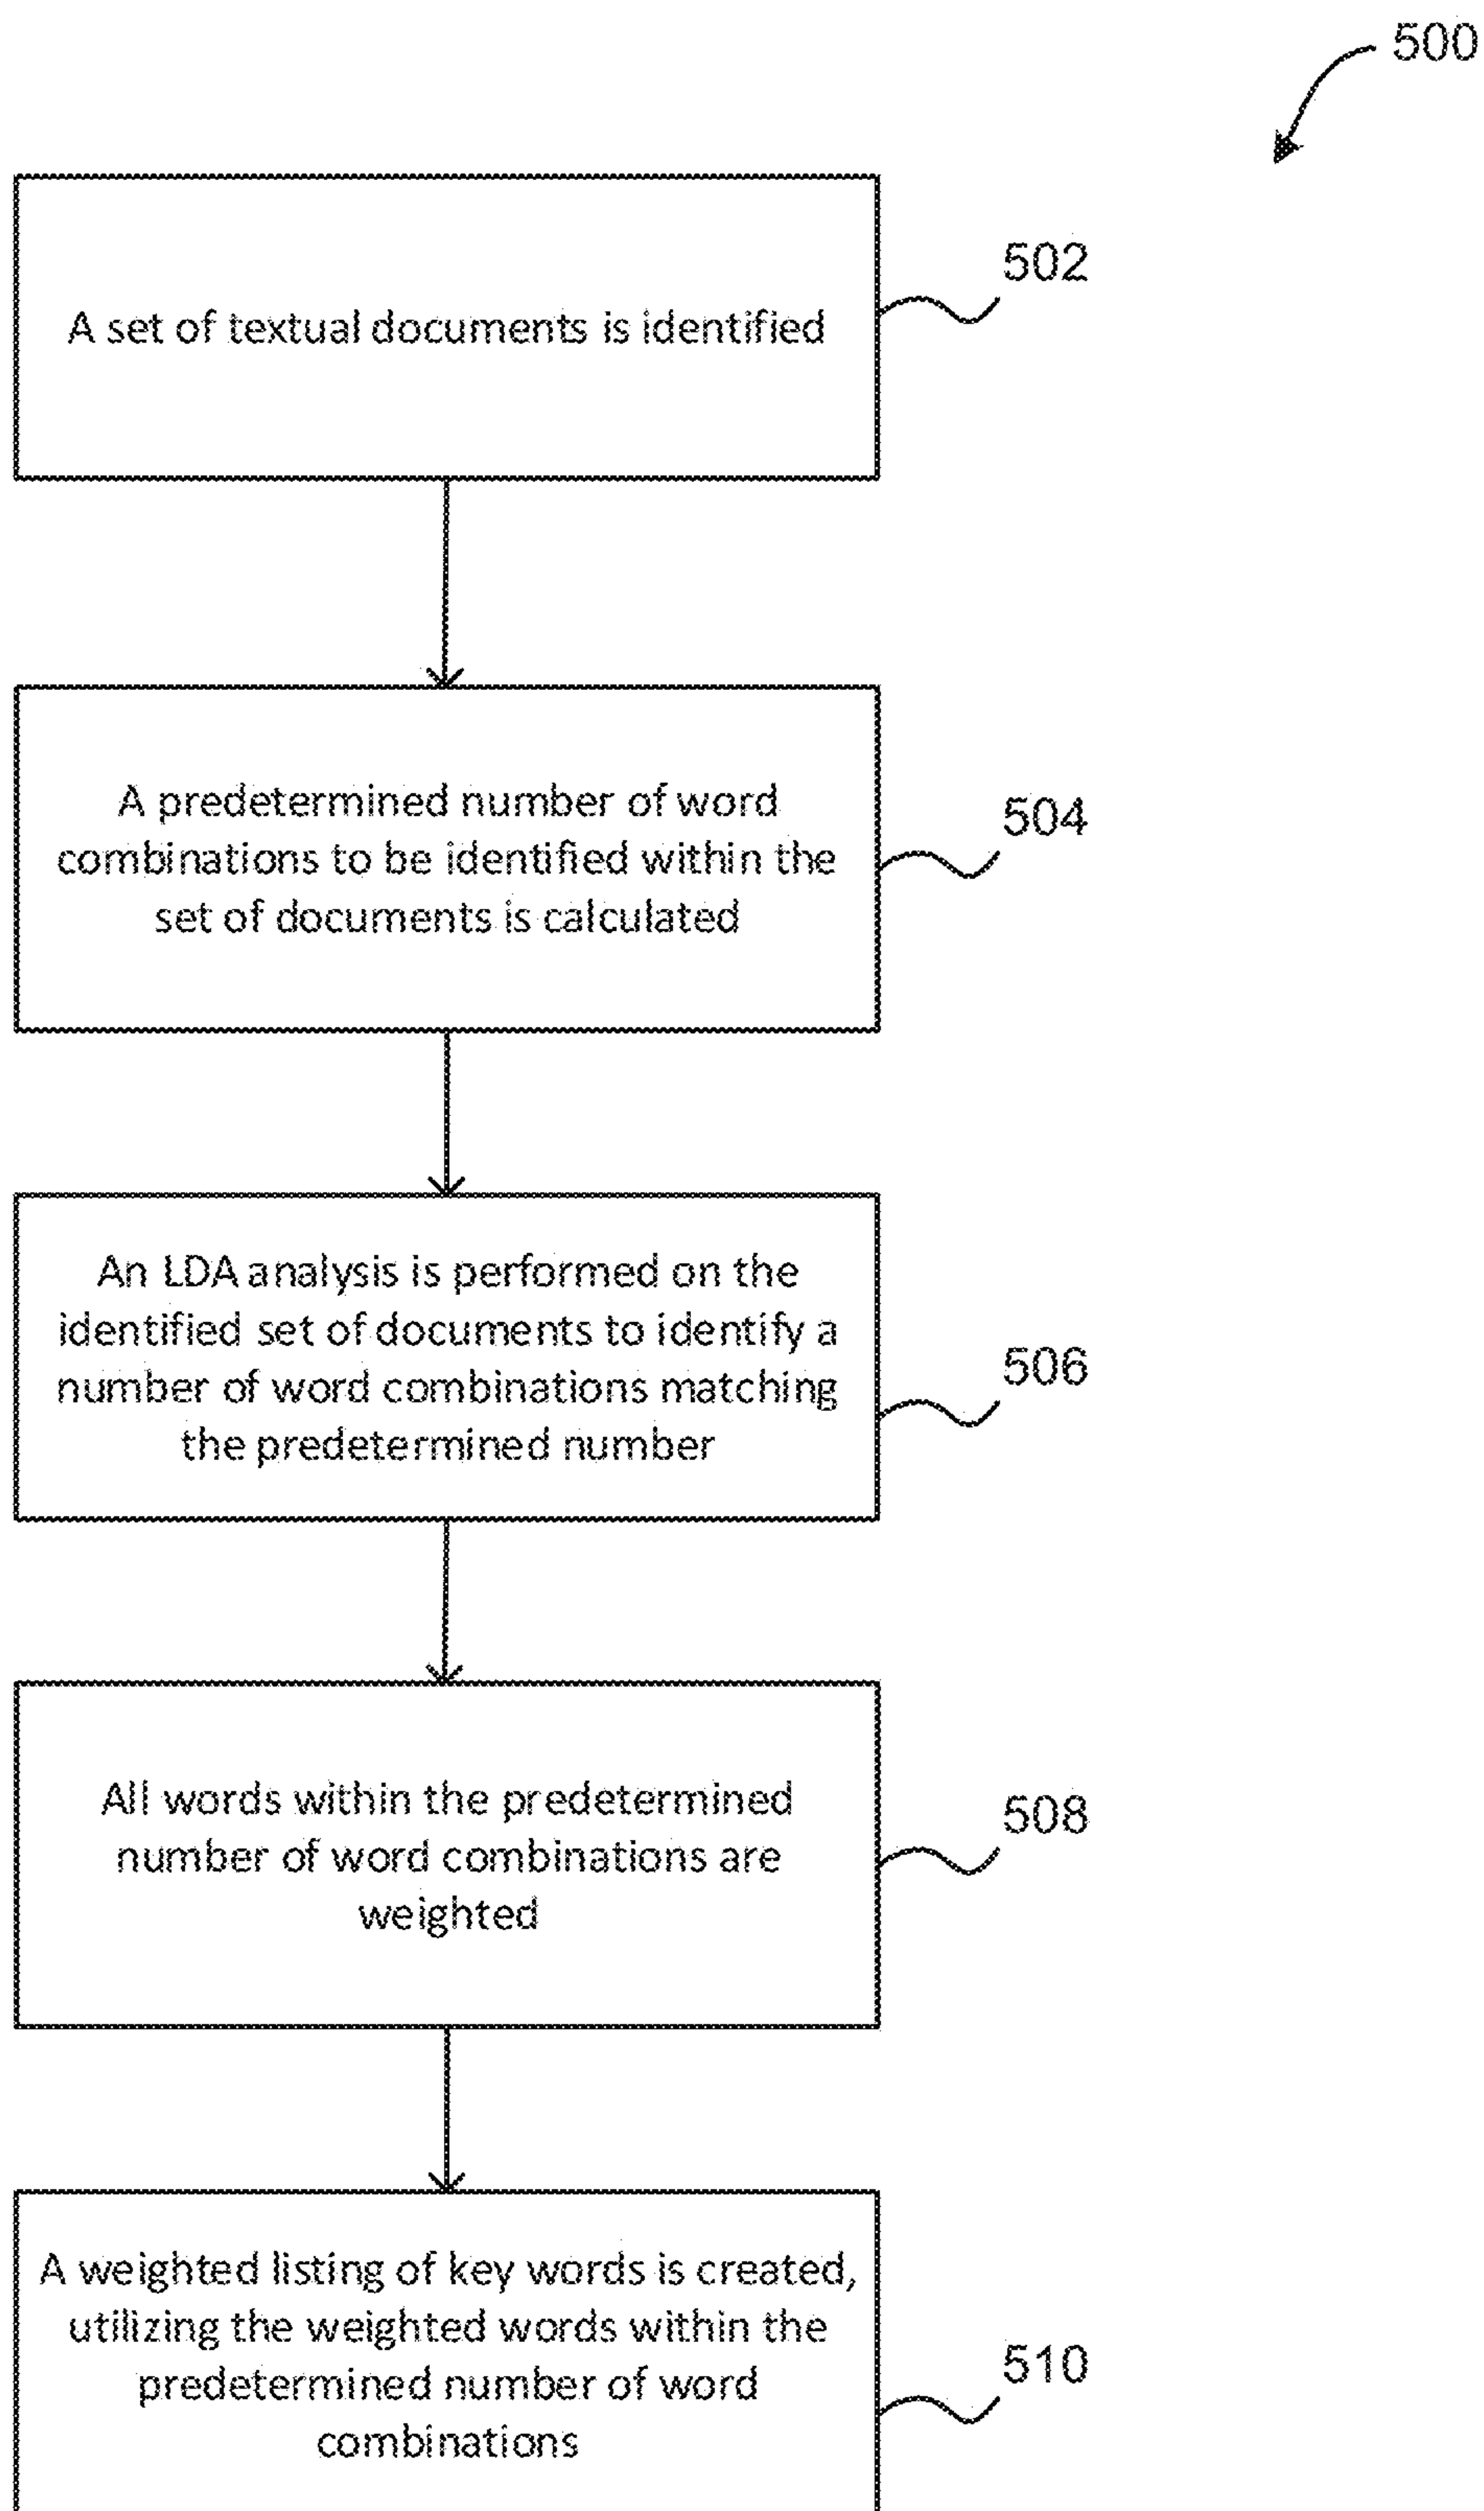 500
A set of textual documents is identified
502
A predetermined number of word
combinations to be identified within the
set of documents is calculated
504
An LDA analysis is performed on the
identified set of documents to identify a
number of word combinations matching
the predetermined number
506
All words within the predetermined
number of word combinations are
weighted
508
A weighted listing of key words is created,
utilizing the weighted words within the
predetermined number of word
combinations
510